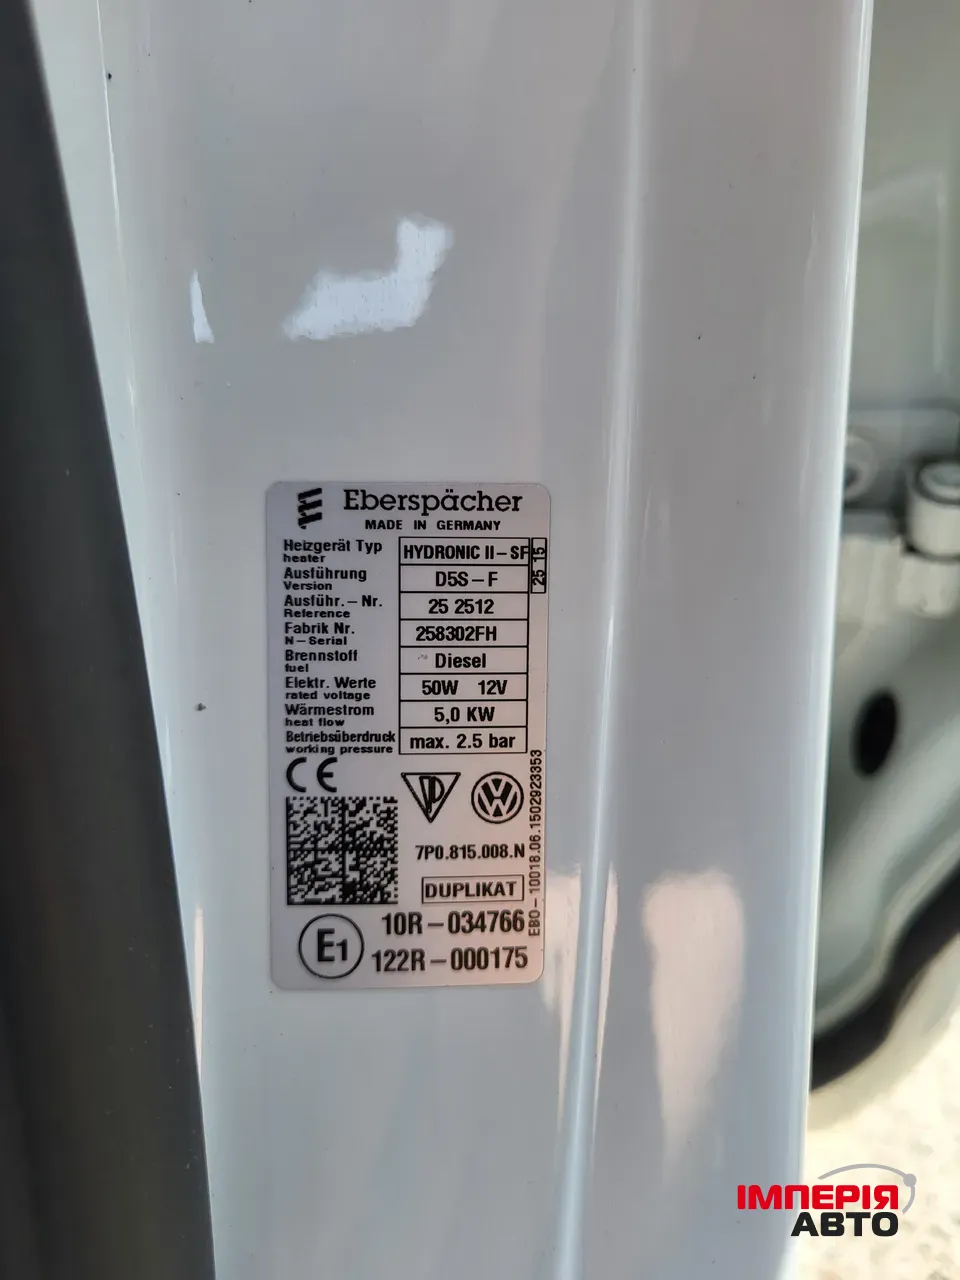 Eberspächer
MADE IN GERMANY
Heizgerät Typ
heater
HYDRONIC II-SF
25 15
Ausführung
Version
D5S-F
Ausführ.-Nr.
Reference
25 2512
Fabrik Nr.
N-Serial
258302FH
Brennstoff
fuel
Diesel
Elektr. Werte
rated voltage
50W 12V
Wärmestrom
heat flow
5,0 KW
Betriebsüberdruck
working pressure
max. 2.5 bar
CE
VW
7P0.815.008.N
DUPLIKAT
EBO-10018.06.1502923353
E1
10R-034766
122R-000175
ІМПЕРІЯ
АВТО